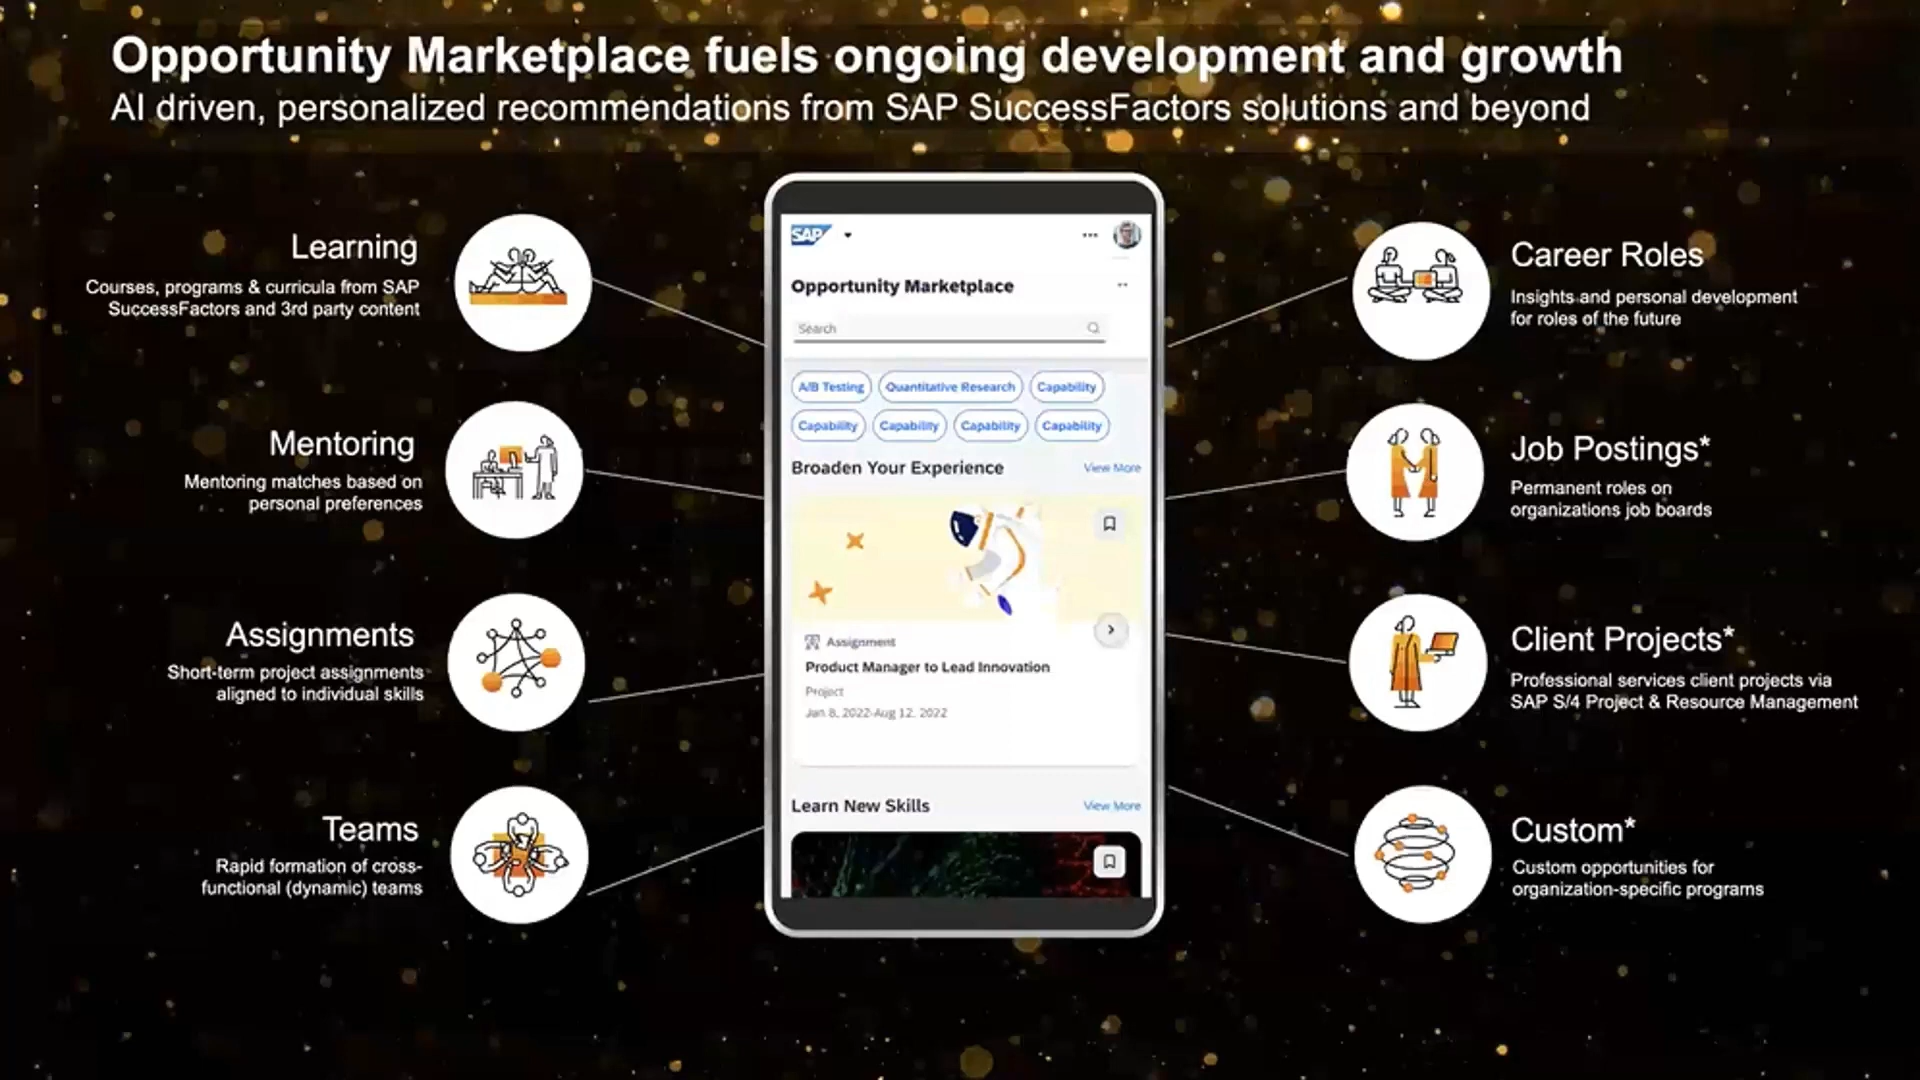 Opportunity Marketplace fuels ongoing development and growth
AI driven, personalized recommendations from SAP SuccessFactors solutions and beyond
Learning
Courses, programs & curricula from SAP
SuccessFactors and 3rd party content
Mentoring
Mentoring matches based on
personal preferences
Assignments
Short-term project assignments
aligned to individual skills
Teams
Rapid formation of cross-
functional (dynamic) teams
SAP
Opportunity Marketplace
Search
A/B Testing
Quantitative Research
Capability
Capability
Capability
Capability
Capability
Broaden Your Experience
View More
Assignment
Product Manager to Lead Innovation
Project
Jan 8, 2022-Aug 12, 2022
Learn New Skills
View More
Career Roles
Insights and personal development
for roles of the future
Job Postings*
Permanent roles on
organizations job boards
Client Projects*
Professional services client projects via
SAP S/4 Project & Resource Management
Custom*
Custom opportunities for
organization-specific programs